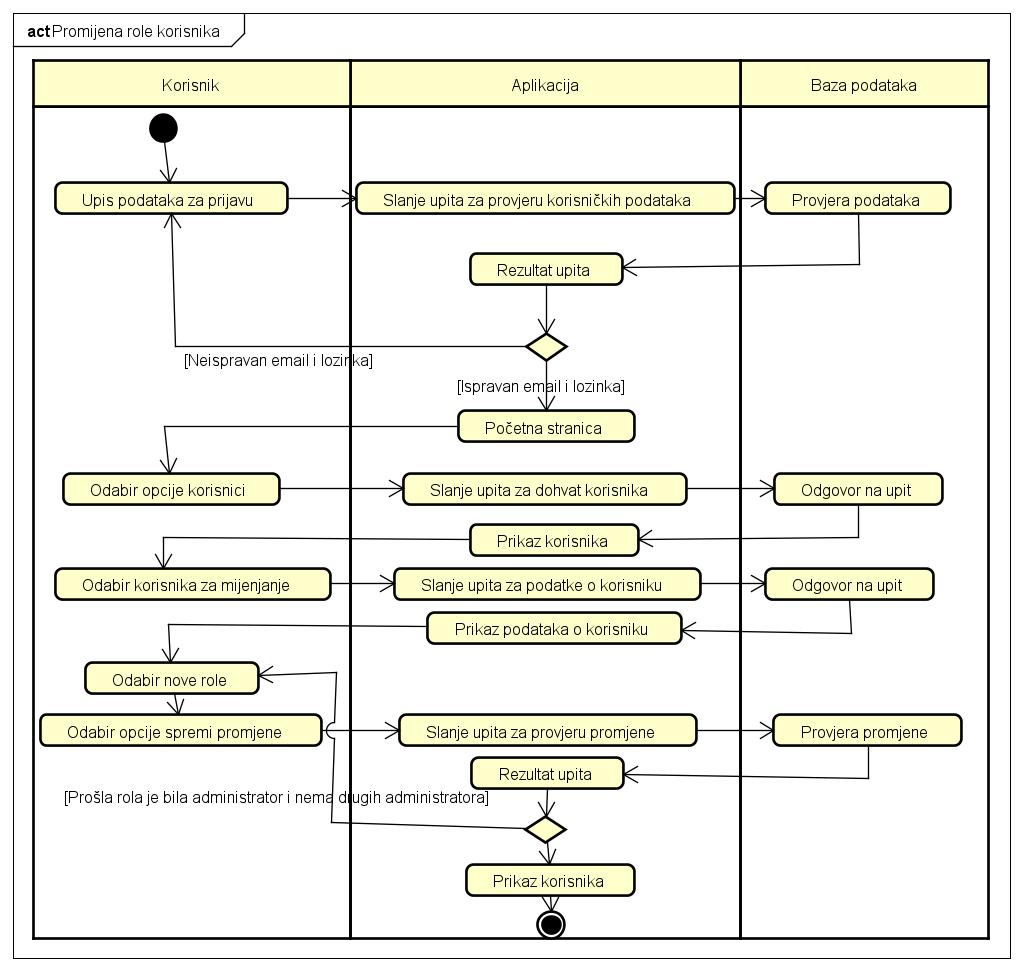 act Promijena role korisnika
Korisnik
Aplikacija
Baza podataka
Upis podataka za prijavu
Slanje upita za provjeru korisničkih podataka
Provjera podataka
Rezultat upita
[Neispravan email i lozinka]
[Ispravan email i lozinka]
Početna stranica
Odabir opcije korisnici
Slanje upita za dohvat korisnika
Odgovor na upit
Prikaz korisnika
Odabir korisnika za mijenjanje
Slanje upita za podatke o korisniku
Odgovor na upit
Prikaz podataka o korisniku
Odabir nove role
Odabir opcije spremi promjene
Slanje upita za provjeru promjene
Provjera promjene
Rezultat upita
[Prošla rola je bila administrator i nema drugih administratora]
Prikaz korisnika